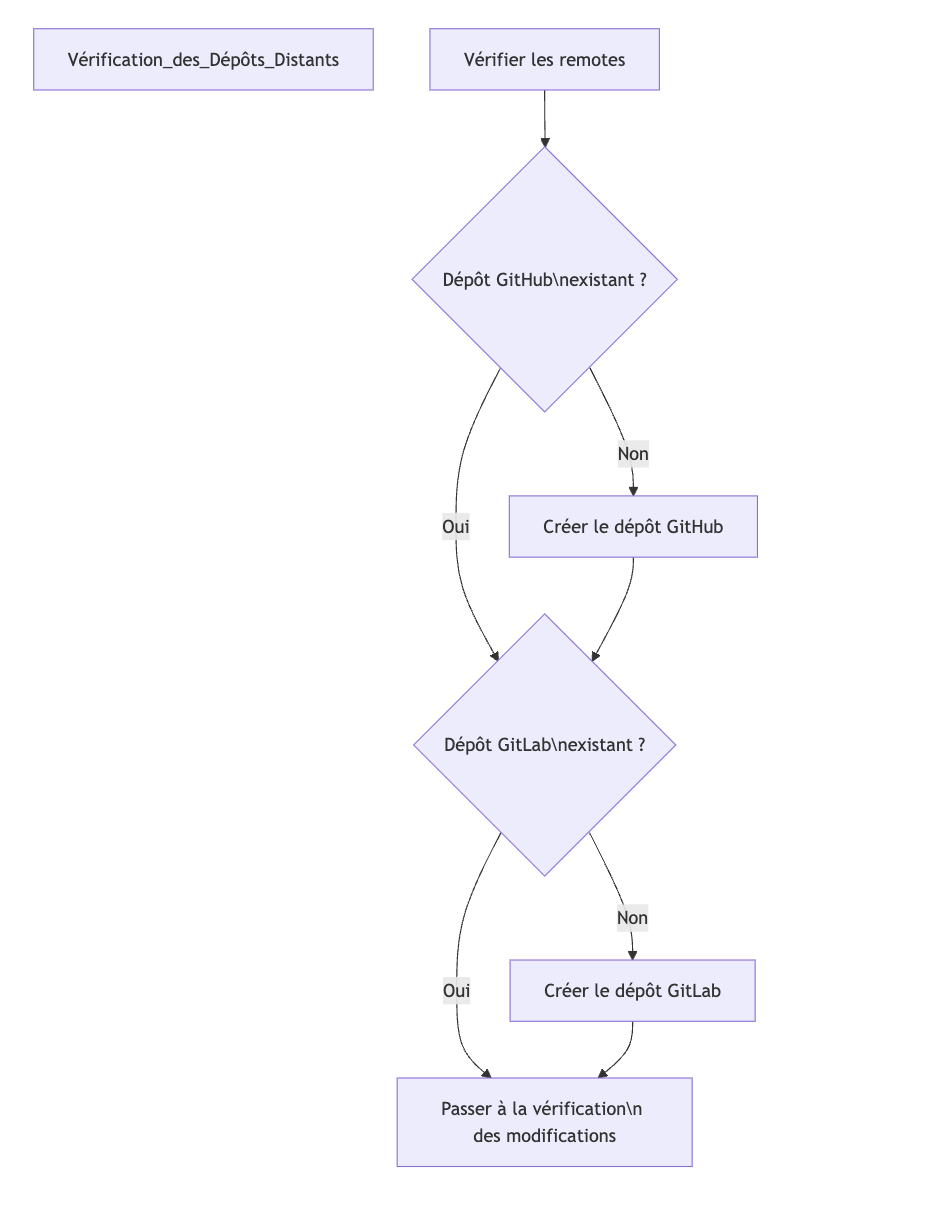 Vérification_des_Dépôts_Distants
Vérifier les remotes
Dépôt GitHub\nexistant ?
Non
Oui
Créer le dépôt GitHub
Dépôt GitLab\nexistant ?
Non
Oui
Créer le dépôt GitLab
Passer à la vérification\n
des modifications